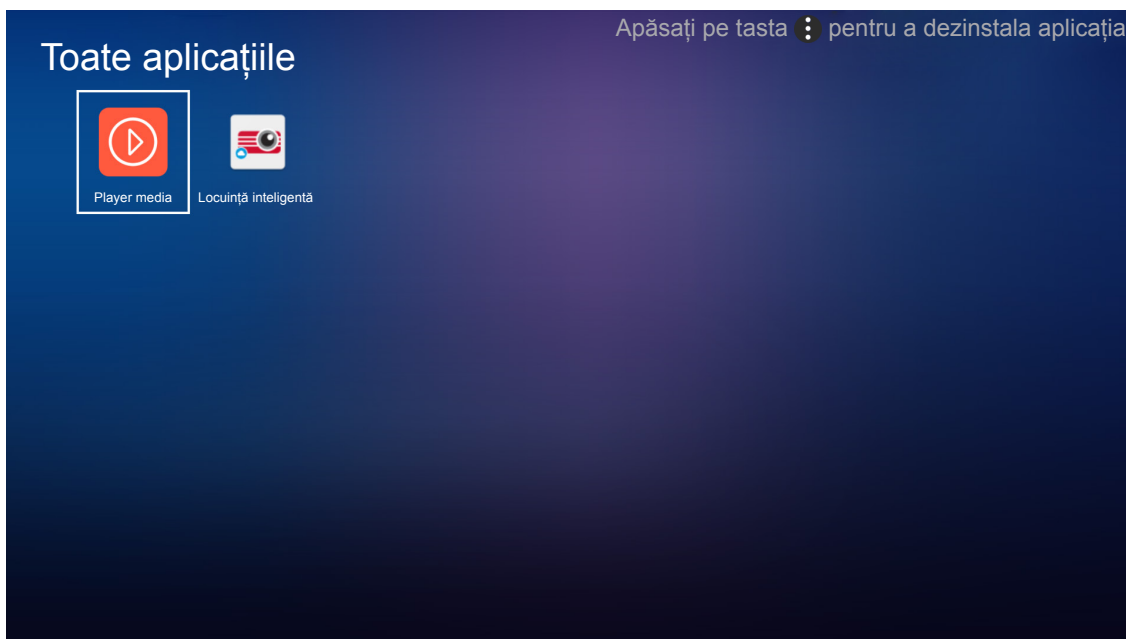 Apăsați pe tasta pentru a dezinstala aplicația
Toate aplicațiile
Player media
Locuință inteligentă